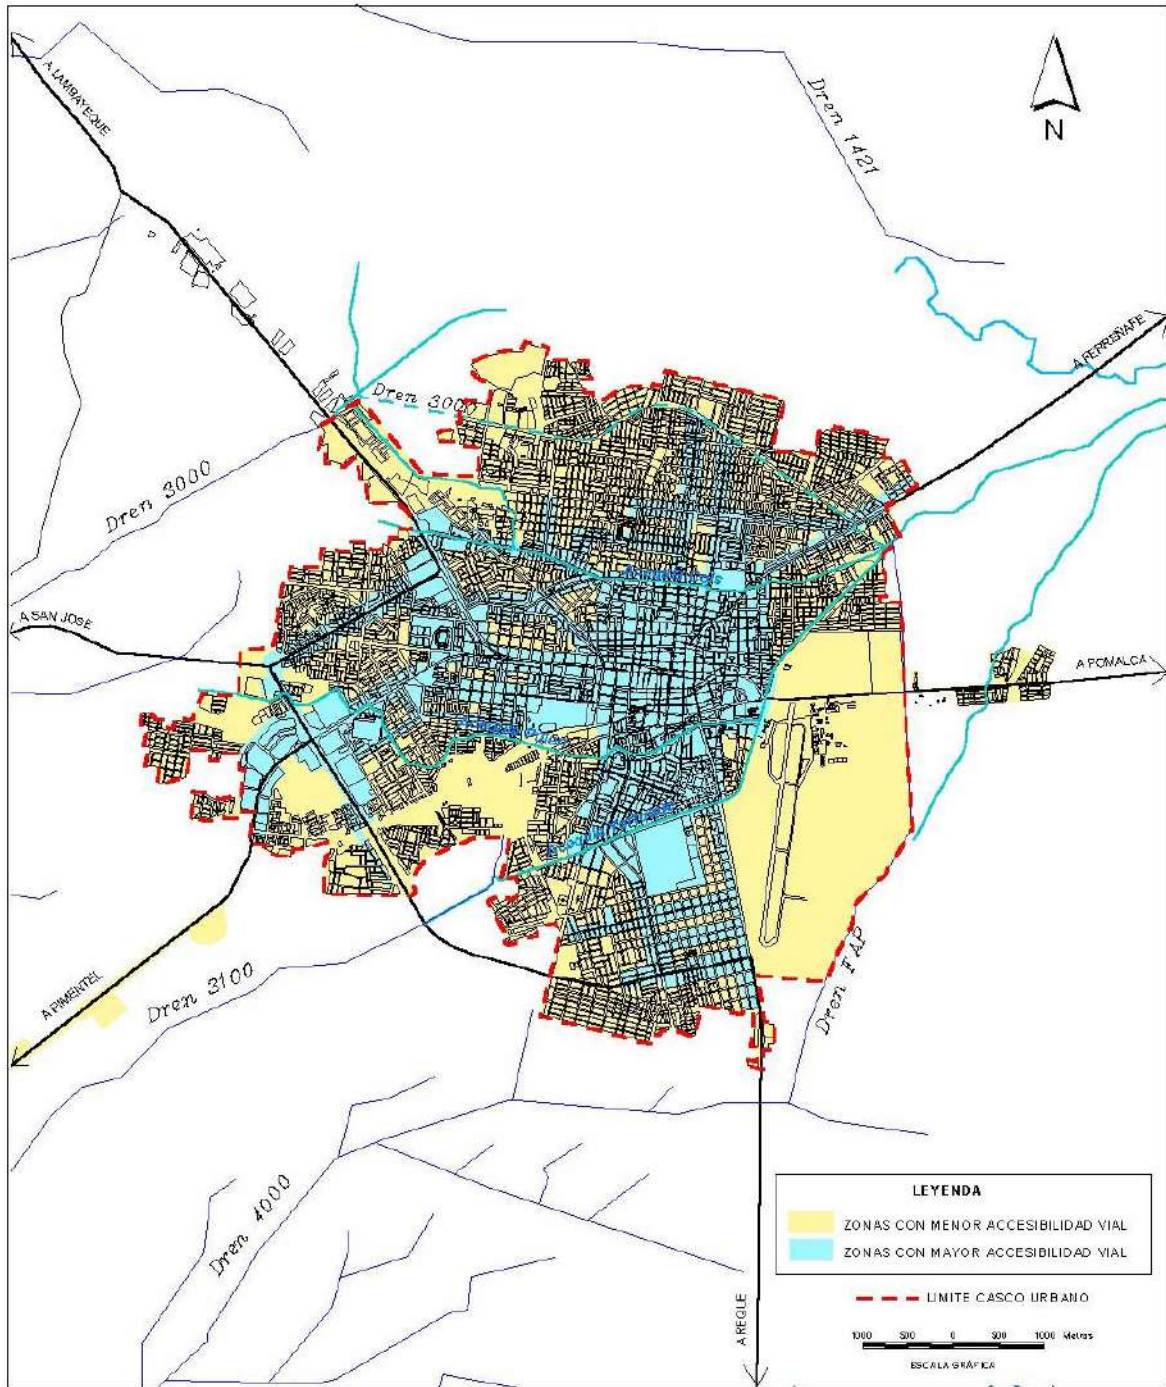 A LAMBAYEQUE
Dren 1421
N
A FERREÑAFE
Dren 3000
Dren 3000
A SAN JOSE
A POMALCA
A PIMENTEL
Dren 3100
Dren FAP
Dren 4000
A REQUE
LEYENDA
ZONAS CON MENOR ACCESIBILIDAD VIAL
ZONAS CON MAYOR ACCESIBILIDAD VIAL
LIMITE CASCO URBANO
1000 500 0 500 1000 Metros
ESCALA GRÁFICA